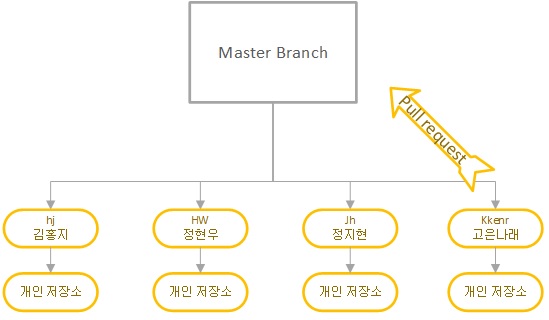 Master Branch
Pull request
hj
김홍지
HW
정현우
Jh
정지현
Kkenr
고은나래
개인 저장소
개인 저장소
개인 저장소
개인 저장소